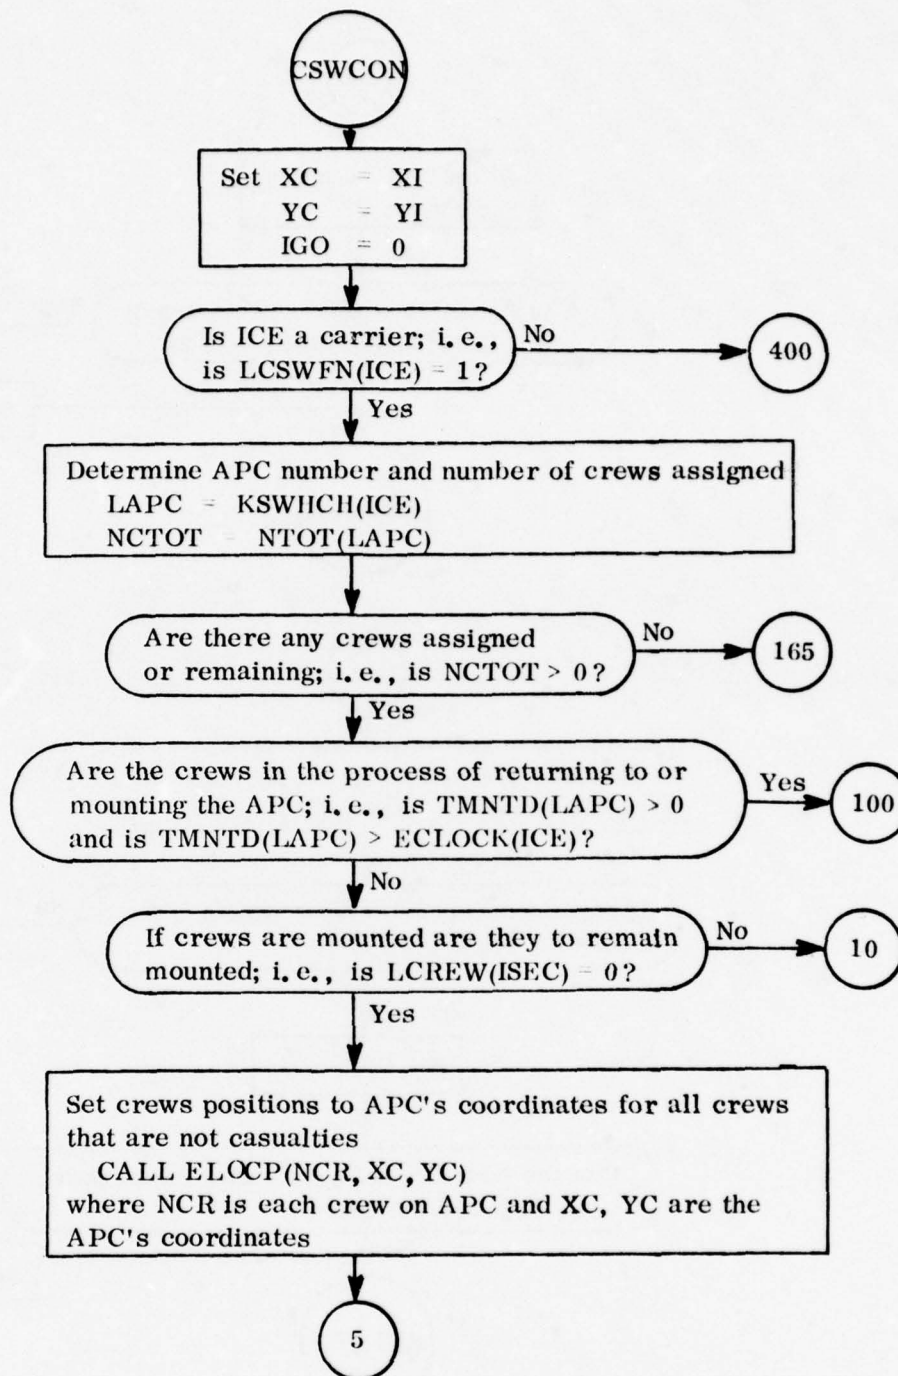 CSWCON
Set XC = XI
YC = YI
IGO = 0
Is ICE a carrier; i.e.,
is LCSWFN(ICE) = 1?
No
400
Yes
Determine APC number and number of crews assigned
LAPC = KSWHCH(ICE)
NCTOT = NTOT(LAPC)
Are there any crews assigned
or remaining; i.e., is NCTOT > 0?
No
165
Yes
Are the crews in the process of returning to or
mounting the APC; i.e., is TMNTD(LAPC) > 0
and is TMNTD(LAPC) > ECLOCK(ICE)?
Yes
100
No
If crews are mounted are they to remain
mounted; i.e., is LCREW(ISEC) = 0?
No
10
Yes
Set crews positions to APC's coordinates for all crews
that are not casualties
CALL ELOCP(NCR, XC, YC)
where NCR is each crew on APC and XC, YC are the
APC's coordinates
5